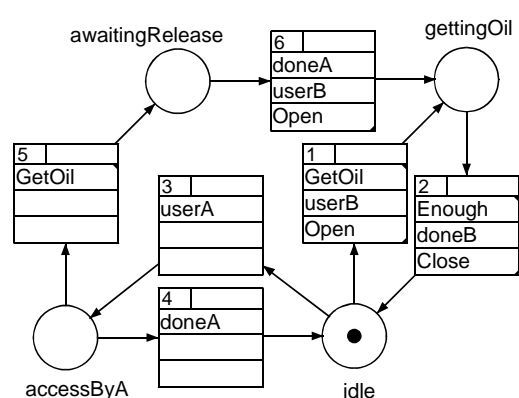 awaitingRelease
gettingOil
6
doneA
userB
Open
5
GetOil
3
userA
1
GetOil
userB
Open
2
Enough
doneB
Close
4
doneA
accessByA
idle